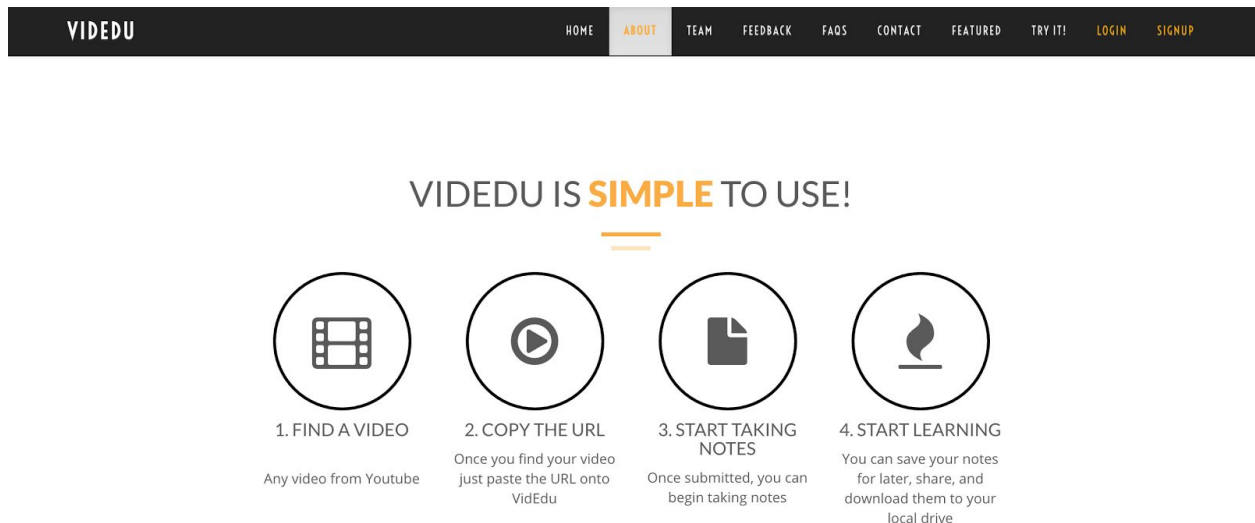 VIDEDU
HOME ABOUT TEAM FEEDBACK FAQS CONTACT FEATURED TRY IT! LOGIN SIGNUP
VIDEDU IS SIMPLE TO USE!
1. FIND A VIDEO
Any video from Youtube
2. COPY THE URL
Once you find your video
just paste the URL onto
VidEdu
3. START TAKING
NOTES
Once submitted, you can
begin taking notes
4. START LEARNING
You can save your notes
for later, share, and
download them to your
local drive